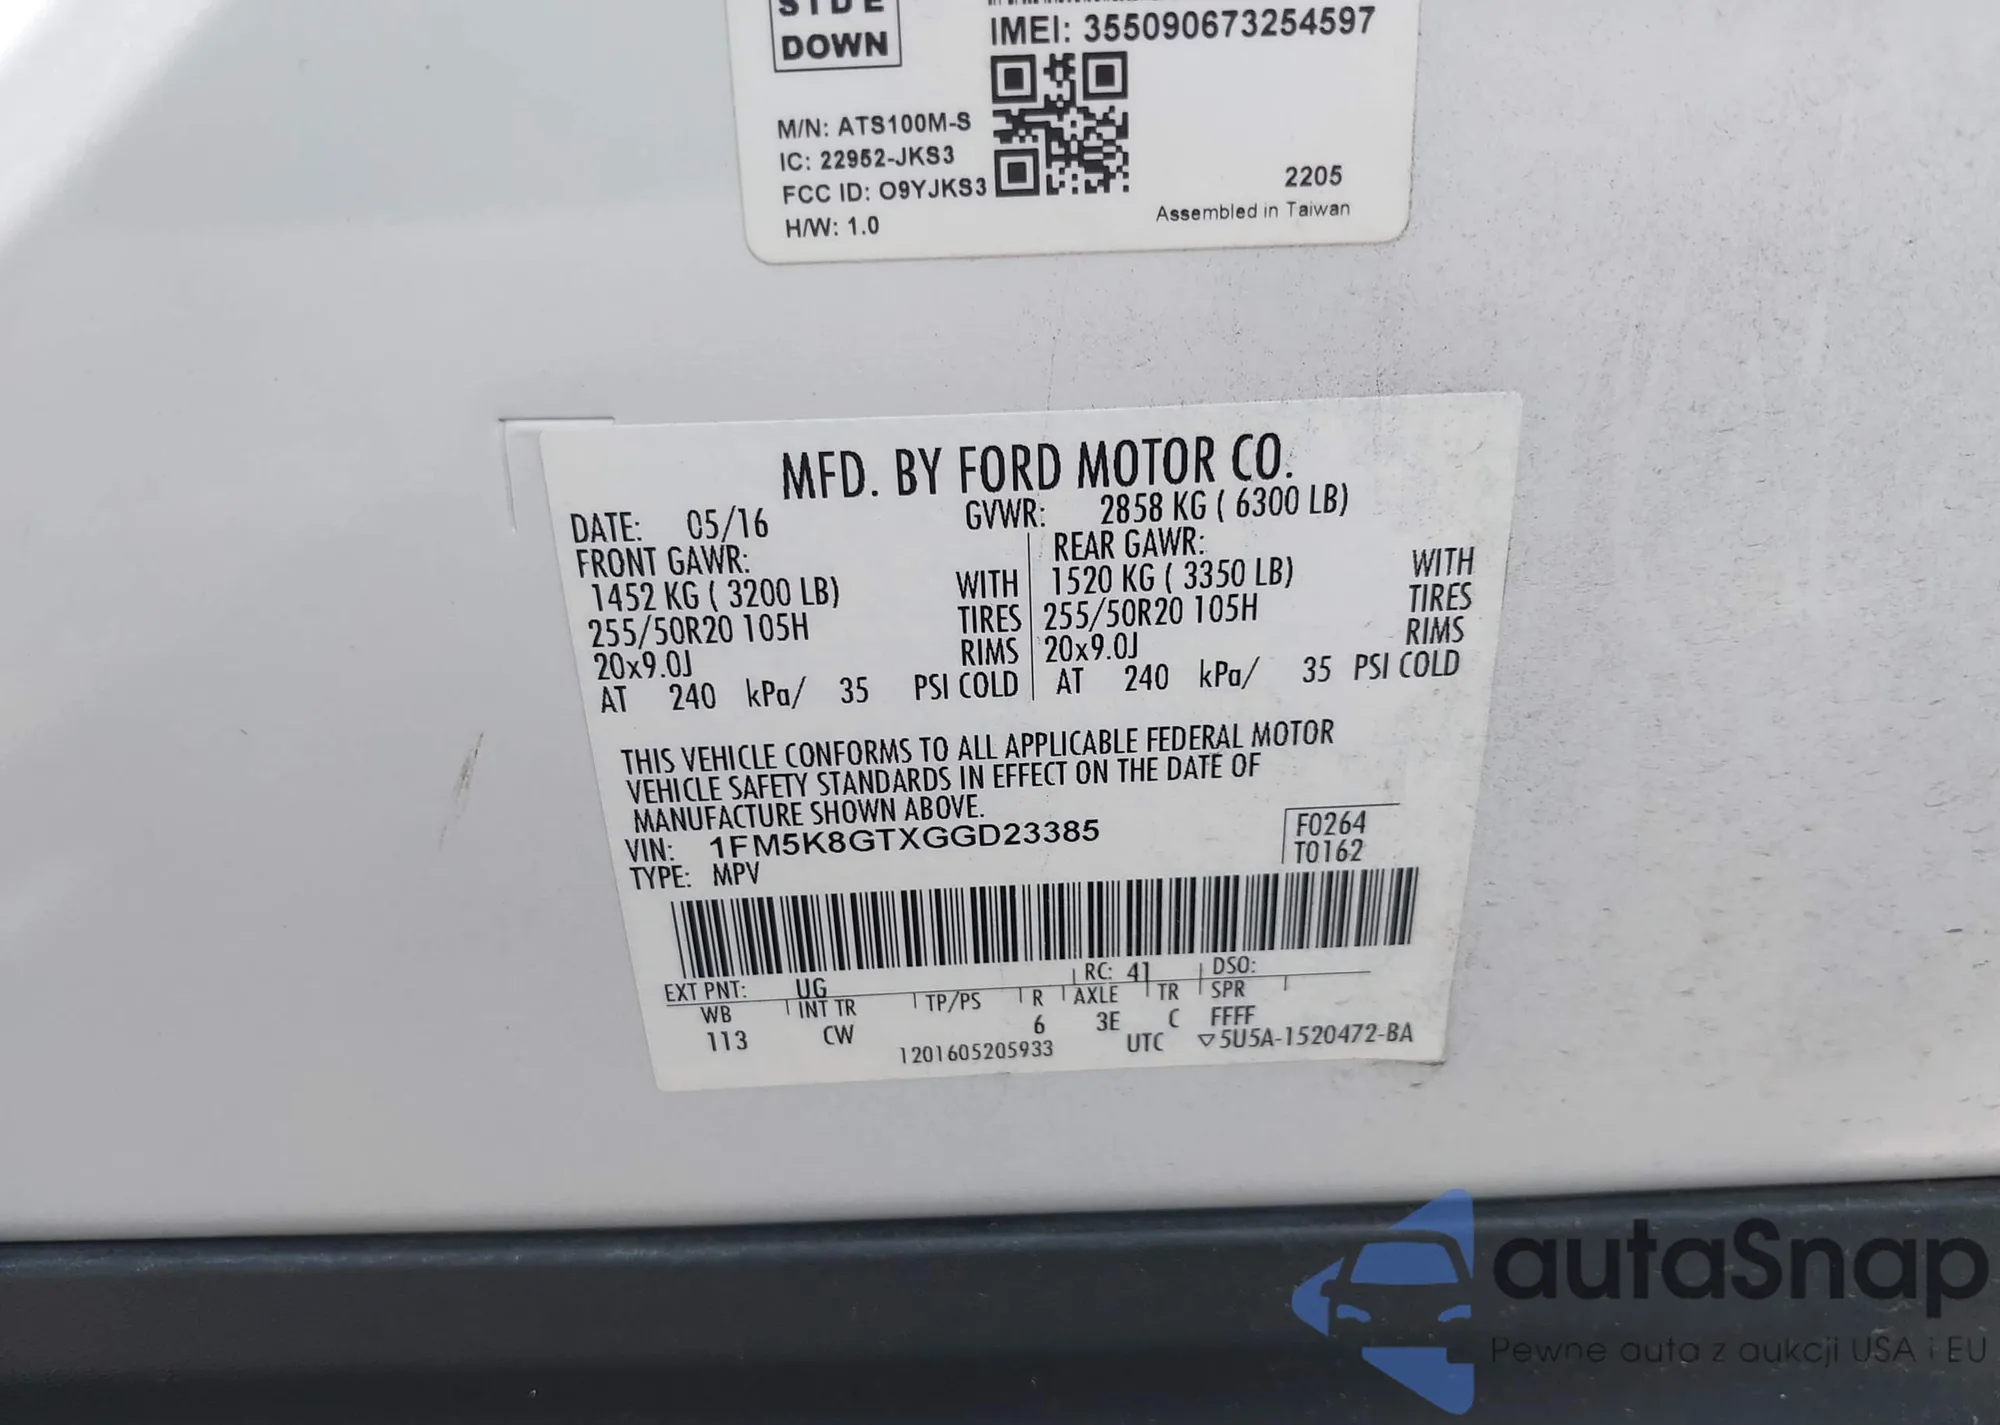 SIDE
DOWN
IMEI: 355090673254597
M/N: ATS100M-S
IC: 22952-JKS3
FCC ID: O9YJKS3
H/W: 1.0
2205
Assembled in Taiwan
MFD. BY FORD MOTOR CO.
DATE: 05/16 GVWR: 2858 KG ( 6300 LB)
FRONT GAWR: REAR GAWR:
1452 KG ( 3200 LB) WITH 1520 KG ( 3350 LB) WITH
255/50R20 105H TIRES 255/50R20 105H TIRES
20x9.0J RIMS 20x9.0J RIMS
AT 240 kPa/ 35 PSI COLD AT 240 kPa/ 35 PSI COLD
THIS VEHICLE CONFORMS TO ALL APPLICABLE FEDERAL MOTOR
VEHICLE SAFETY STANDARDS IN EFFECT ON THE DATE OF
MANUFACTURE SHOWN ABOVE.
VIN: 1FM5K8GTXGGD23385 F0264
TYPE: MPV T0162
EXT PNT: UG RC: 41 DSO:
WB INT TR TP/PS R AXLE TR SPR
113 CW 6 3E C FFFF
1201605205933 UTC ▽5U5A-1520472-BA
autaSnap
Pewne auta z aukcji USA i EU